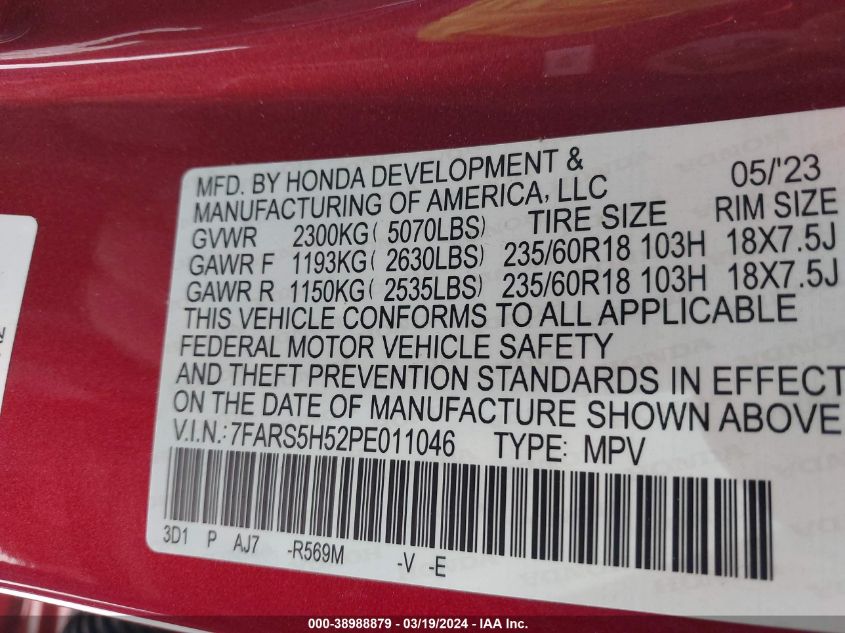 MFD. BY HONDA DEVELOPMENT & 05/'23
MANUFACTURING OF AMERICA, LLC
GVWR 2300KG( 5070LBS) TIRE SIZE RIM SIZE
GAWR F 1193KG( 2630LBS) 235/60R18 103H 18X7.5J
GAWR R 1150KG( 2535LBS) 235/60R18 103H 18X7.5J
THIS VEHICLE CONFORMS TO ALL APPLICABLE
FEDERAL MOTOR VEHICLE SAFETY
AND THEFT PREVENTION STANDARDS IN EFFECT
ON THE DATE OF MANUFACTURE SHOWN ABOVE
V.I.N.:7FARS5H52PE011046 TYPE: MPV
3D1 P AJ7 -R569M -V -E
000-38988879 / 03/19/2024 - IAA Inc.